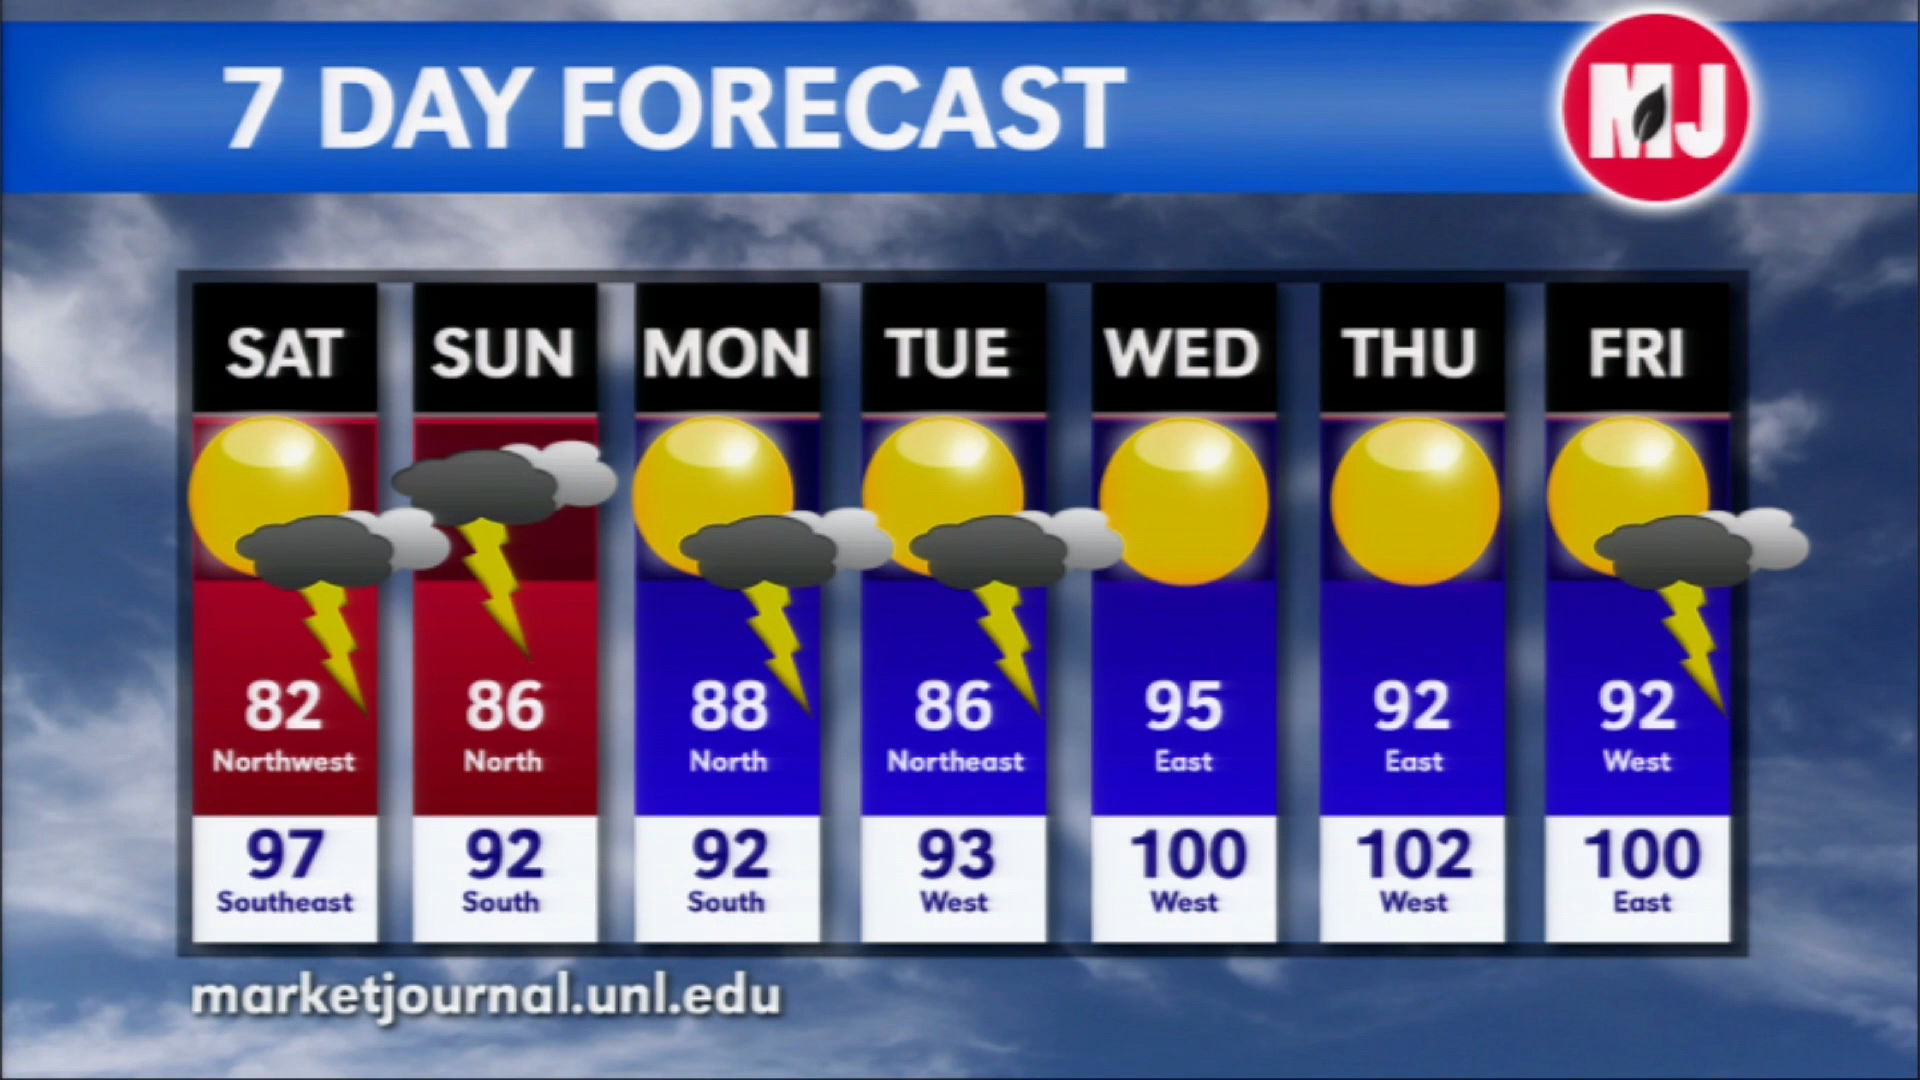 7 DAY FORECAST
MJ
SAT SUN MON TUE WED THU FRI
82 86 88 86 95 92 92
Northwest North North Northeast East East West
97 92 92 93 100 102 100
Southeast South South West West West East
marketjournal.unl.edu